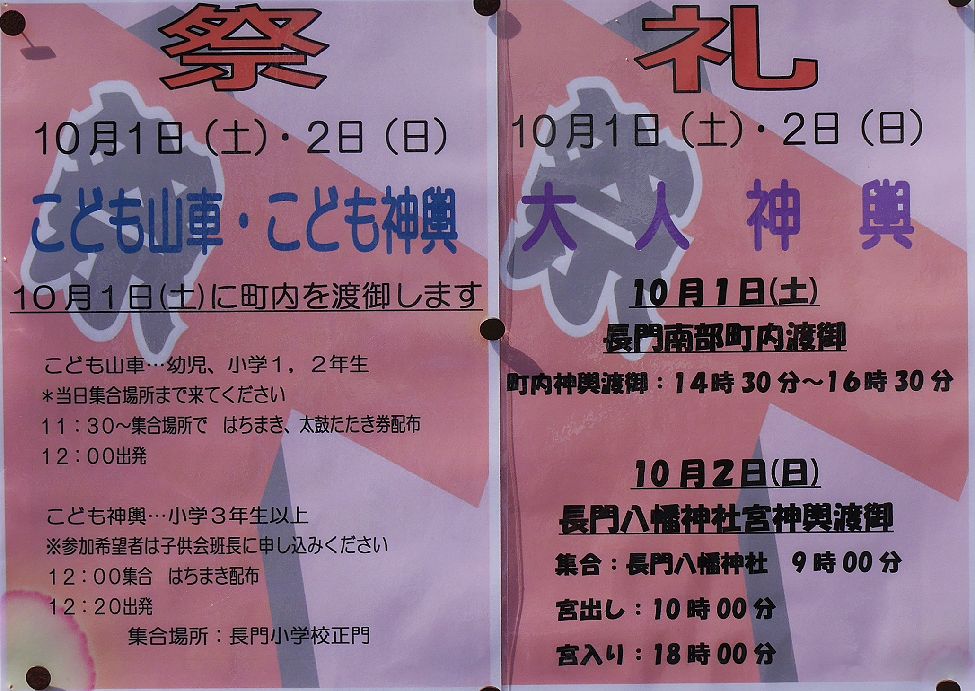 祭礼
10月1日（土）・2日（日）
こども山車・こども神輿
10月1日(土)に町内を渡御します
こども山車…幼児、小学1，2年生
＊当日集合場所まで来てください
11：30～集合場所で　はちまき、太鼓たたき券配布
12：00出発
こども神輿…小学3年生以上
※参加希望者は子供会班長に申し込みください
12：00集合　はちまき配布
12：20出発
集合場所：長門小学校正門
10月1日（土）・2日（日）
大人神輿
10月1日(土)
長門南部町内渡御
町内神輿渡御：14時30分～16時30分
10月2日(日)
長門八幡神社宮神輿渡御
集合：長門八幡神社　9時00分
宮出し：10時00分
宮入り：18時00分